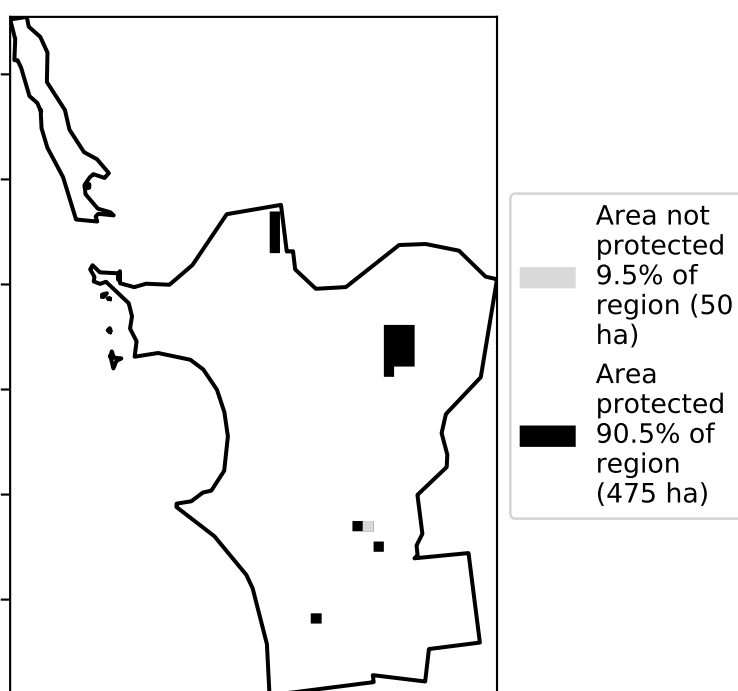 Area not
protected
9.5% of
region (50
ha)
Area
protected
90.5% of
region
(475 ha)